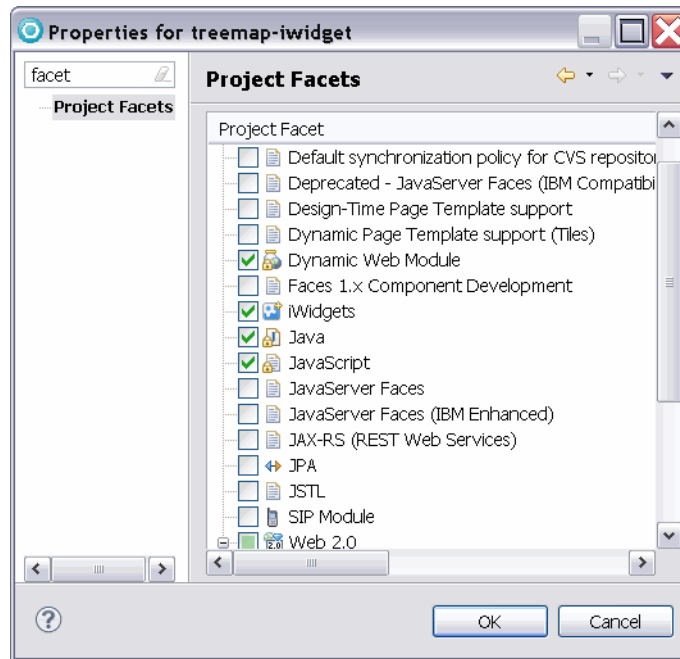 Properties for treemap-iwidget
facet
Project Facets
Project Facets
Project Facet
Default synchronization policy for CVS reposito
Deprecated - JavaServer Faces (IBM Compatibi
Design-Time Page Template support
Dynamic Page Template support (Tiles)
Dynamic Web Module
Faces 1.x Component Development
iWidgets
Java
JavaScript
JavaServer Faces
JavaServer Faces (IBM Enhanced)
JAX-RS (REST Web Services)
JPA
JSTL
SIP Module
2.0 Web 2.0
? OK Cancel